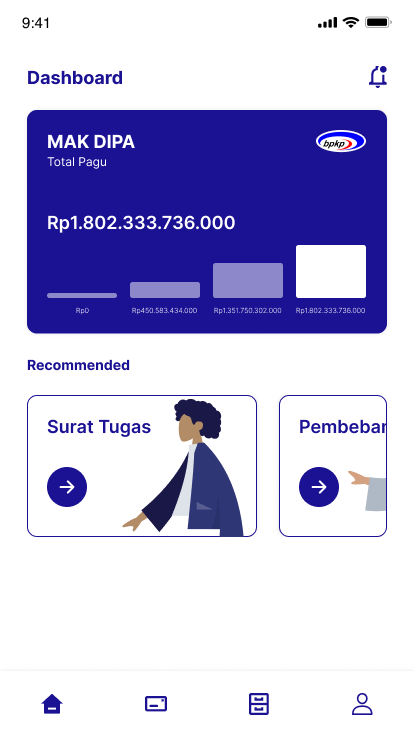 9:41
Dashboard
MAK DIPA
bpkp
Total Pagu
Rp1.802.333.736.000
Rp0
Rp450.583.434.000
Rp1.351.750.302.000
Rp1.802.333.736.000
Recommended
Surat Tugas
Pembebar